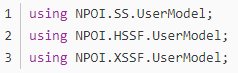 1 using NPOI.SS.UserModel;
2 using NPOI.HSSF.UserModel;
3 using NPOI.XSSF.UserModel;